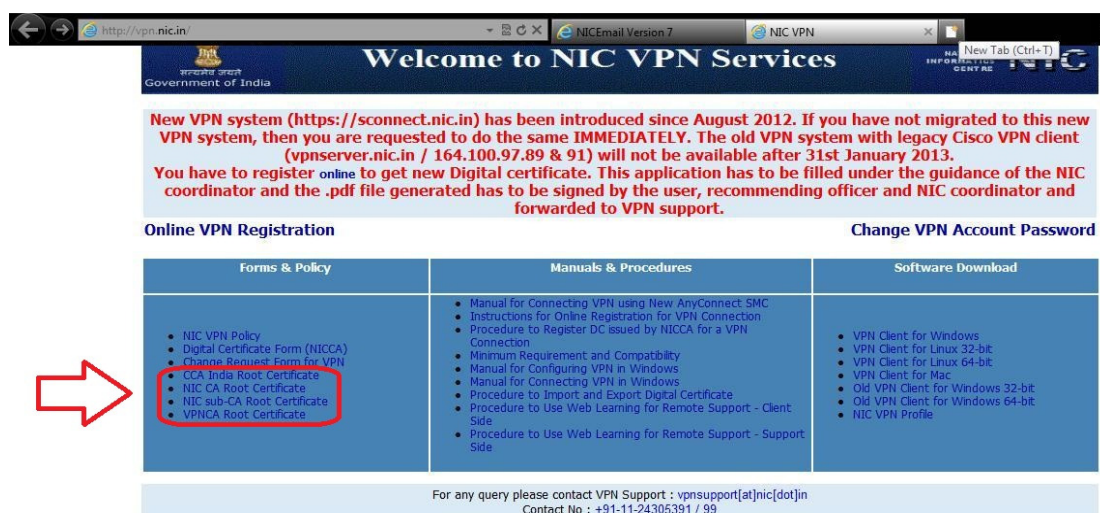 http://vpn.nic.in/
NICEmail Version 7
NIC VPN
New Tab (Ctrl+T)
सत्यमेव जयते
Government of India
Welcome to NIC VPN Services
INFORMATICS
CENTRE
NIC
New VPN system (https://sconnect.nic.in) has been introduced since August 2012. If you have not migrated to this new
VPN system, then you are requested to do the same IMMEDIATELY. The old VPN system with legacy Cisco VPN client
(vpnserver.nic.in / 164.100.97.89 & 91) will not be available after 31st January 2013.
You have to register online to get new Digital certificate. This application has to be filled under the guidance of the NIC
coordinator and the .pdf file generated has to be signed by the user, recommending officer and NIC coordinator and
forwarded to VPN support.
Online VPN Registration
Change VPN Account Password
Forms & Policy
NIC VPN Policy
Digital Certificate Form (NICCA)
Change Request Form for VPN
CCA India Root Certificate
NIC CA Root Certificate
NIC sub-CA Root Certificate
VPNCA Root Certificate
Manuals & Procedures
Manual for Connecting VPN using New AnyConnect SMC
Instructions for Online Registration for VPN Connection
Procedure to Register DC issued by NICCA for a VPN
Connection
Minimum Requirement and Compatibility
Manual for Configuring VPN in Windows
Manual for Connecting VPN in Windows
Procedure to Import and Export Digital Certificate
Procedure to Use Web Learning for Remote Support - Client
Side
Procedure to Use Web Learning for Remote Support - Support
Side
Software Download
VPN Client for Windows
VPN Client for Linux 32-bit
VPN Client for Linux 64-bit
VPN Client for Mac
Old VPN Client for Windows 32-bit
Old VPN Client for Windows 64-bit
NIC VPN Profile
For any query please contact VPN Support : vpnsupport[at]nic[dot]in
Contact No : +91-11-24305391 / 99